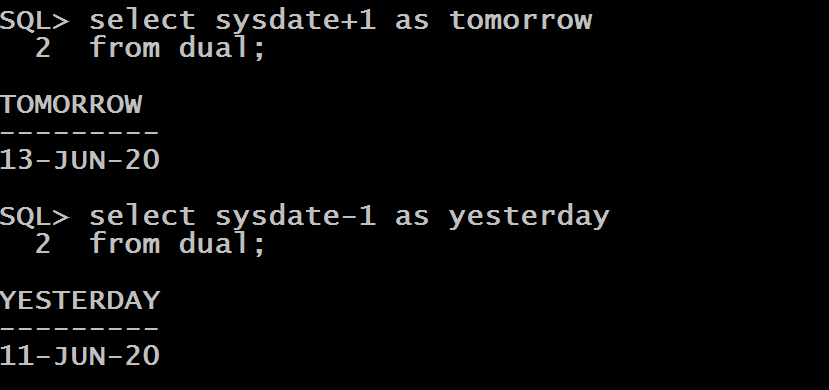 SQL> select sysdate+1 as tomorrow
  2  from dual;
TOMORROW
---------
13-JUN-20
SQL> select sysdate-1 as yesterday
  2  from dual;
YESTERDAY
---------
11-JUN-20